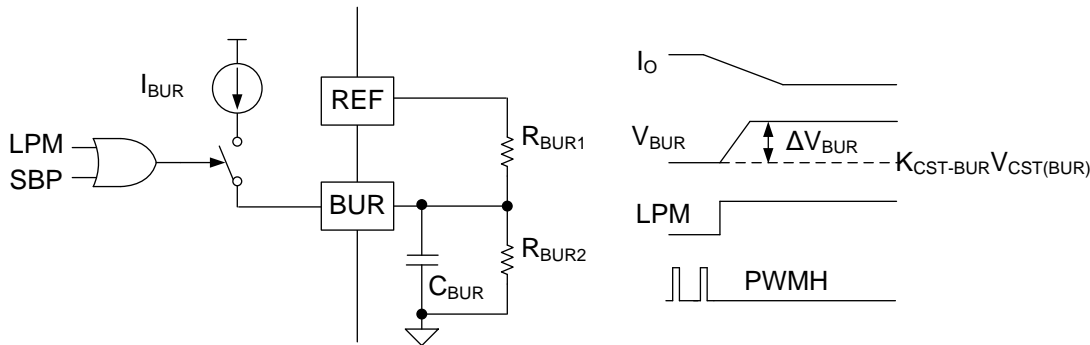 I_BUR
LPM
SBP
REF
BUR
R_BUR1
R_BUR2
C_BUR
I_O
V_BUR
ΔV_BUR
K_CST-BUR V_CST(BUR)
LPM
PWMH